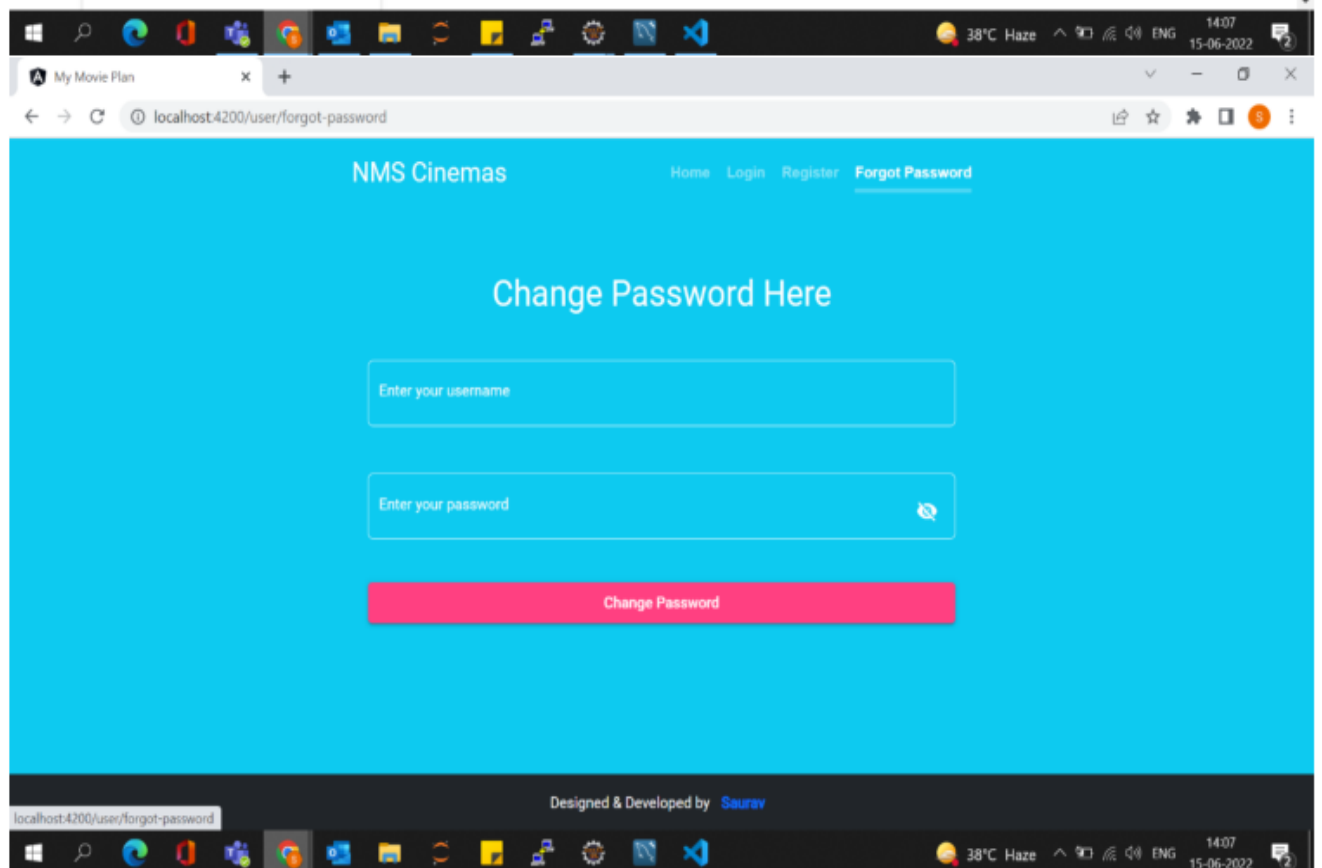 38°C Haze ENG 14:07
15-06-2022
2
My Movie Plan
localhost:4200/user/forgot-password
S
NMS Cinemas Home Login Register Forgot Password
Change Password Here
Enter your username
Enter your password
Change Password
Designed & Developed by Saurav
localhost:4200/user/forgot-password
38°C Haze ENG 14:07
15-06-2022
2